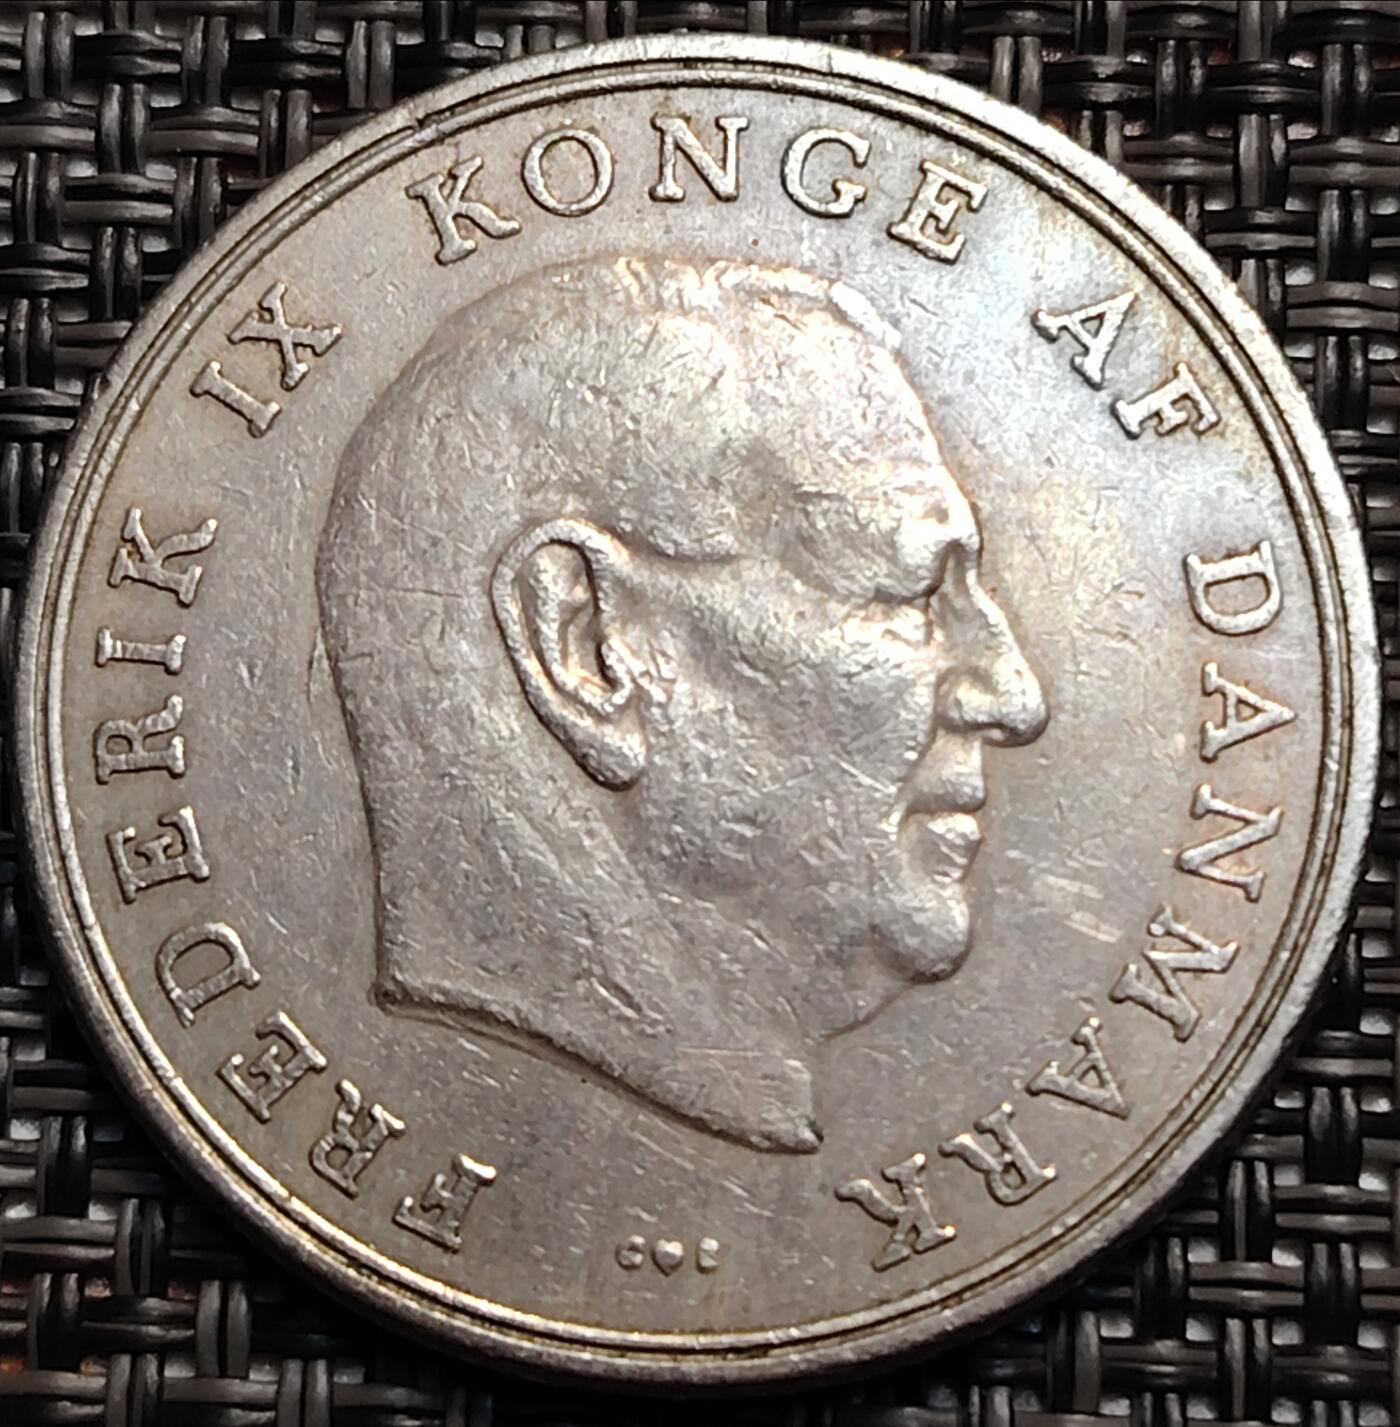 FREDERIK IX KONGE AF DANMARK
C♥S